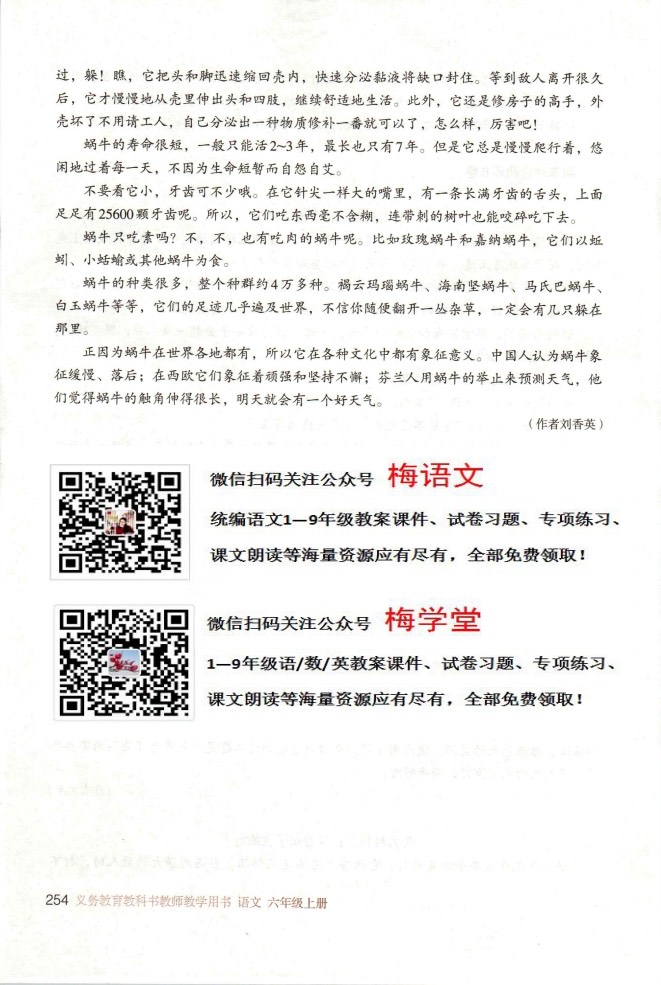 过，躲！瞧，它把头和脚迅速缩回壳内，快速分泌黏液将缺口封住。等到敌人离开很久
后，它才慢慢地从壳里伸出头和四肢，继续舒适地生活。此外，它还是修房子的高手，外
壳坏了不用请工人，自己分泌出一种物质修补一番就可以了，怎么样，厉害吧！
蜗牛的寿命很短，一般只能活2~3年，最长也只有7年。但是它总是慢慢爬行着，悠
闲地过着每一天，不因为生命短暂而自怨自艾。
不要看它小，牙齿可不少哦。在它针尖一样大的嘴里，有一条长满牙齿的舌头，上面
足足有25600颗牙齿呢。所以，它们吃东西毫不含糊，连带刺的树叶也能咬碎吃下去。
蜗牛只吃素吗？不，不，也有吃肉的蜗牛呢。比如玫瑰蜗牛和嘉纳蜗牛，它们以蚯
蚓、小蛞蝓或其他蜗牛为食。
蜗牛的种类很多，整个种群约4万多种。褐云玛瑙蜗牛、海南坚蜗牛、马氏巴蜗牛、
白玉蜗牛等等，它们的足迹几乎遍及世界，不信你随便翻开一丛杂草，一定会有几只躲在
那里。
正因为蜗牛在世界各地都有，所以它在各种文化中都有象征意义。中国人认为蜗牛象
征缓慢、落后；在西欧它们象征着顽强和坚持不懈；芬兰人用蜗牛的举止来预测天气，他
们觉得蜗牛的触角伸得很长，明天就会有一个好天气。
（作者刘香英）
微信扫码关注公众号 梅语文
统编语文1—9年级教案课件、试卷习题、专项练习、
课文朗读等海量资源应有尽有，全部免费领取！
微信扫码关注公众号 梅学堂
1—9年级语/数/英教案课件、试卷习题、专项练习、
课文朗读等海量资源应有尽有，全部免费领取！
254 义务教育教科书教师教学用书 语文 六年级上册